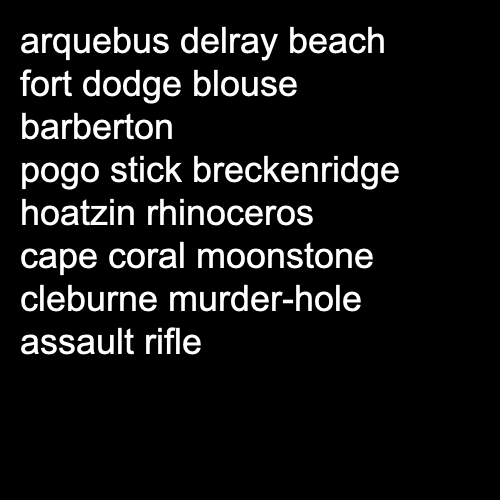 arquebus delray beach
fort dodge blouse
barberton
pogo stick breckenridge
hoatzin rhinoceros
cape coral moonstone
cleburne murder-hole
assault rifle